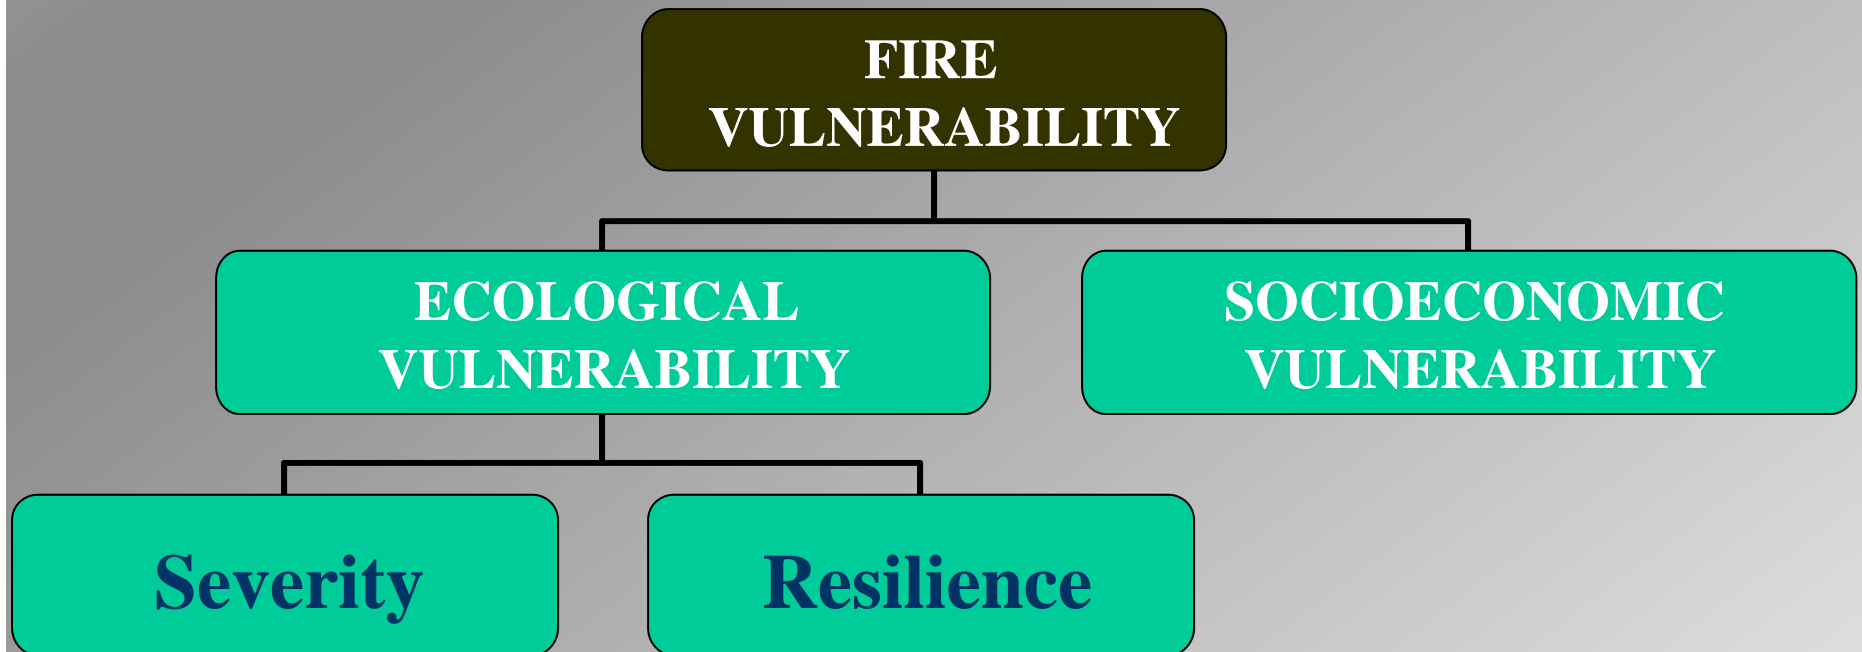 FIRE
VULNERABILITY
ECOLOGICAL
VULNERABILITY
SOCIOECONOMIC
VULNERABILITY
Severity
Resilience